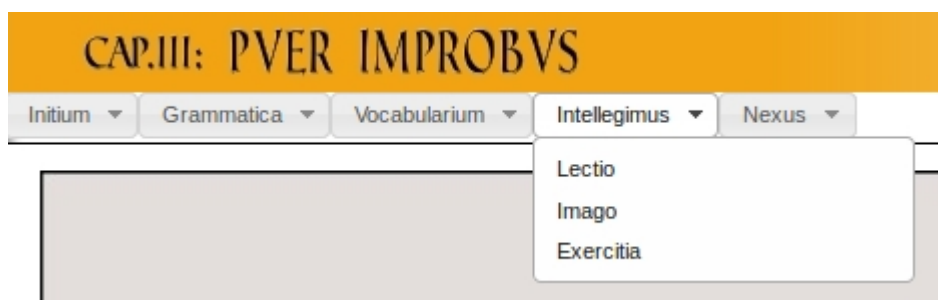 CAP.III: PVER IMPROBVS
Initium Grammatica Vocabularium Intellegimus Nexus
Lectio
Imago
Exercitia